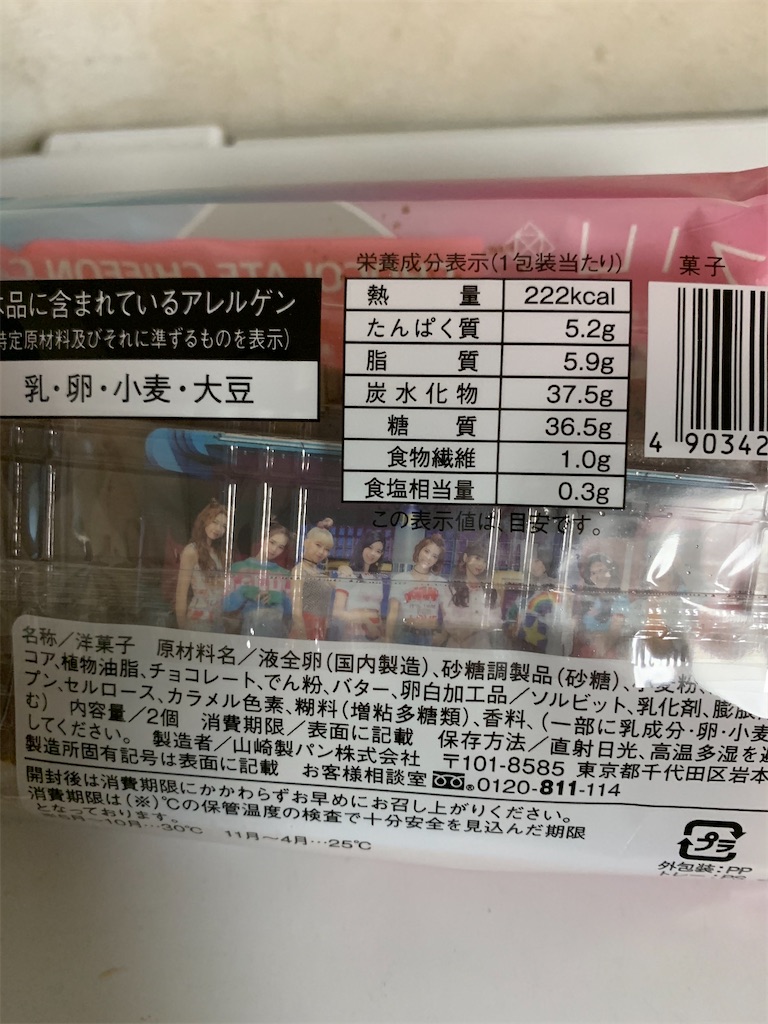 栄養成分表示(1包装当たり)
菓子
熱量 222kcal
たんぱく質 5.2g
脂質 5.9g
炭水化物 37.5g
糖質 36.5g
食物繊維 1.0g
食塩相当量 0.3g
この表示値は、目安です。
品に含まれているアレルゲン
特定原材料及びそれに準ずるものを表示)
乳・卵・小麦・大豆
4 90342
名称/洋菓子 原材料名/液全卵(国内製造)、砂糖調製品(砂糖)、小麦粉、
コア、植物油脂、チョコレート、でん粉、バター、卵白加工品/ソルビット、乳化剤、膨脹
プン、セルロース、カラメル色素、糊料(増粘多糖類)、香料、(一部に乳成分・卵・小麦
む) 内容量/2個 消費期限/表面に記載 保存方法/直射日光、高温多湿を
してください。 製造者/山崎製パン株式会社 〒101-8585 東京都千代田区岩本
製造所固有記号は表面に記載 お客様相談室 0120-811-114
開封後は消費期限にかかわらずお早めにお召し上がりください。
消費期限は(※)℃の保管温度の検査で十分安全を見込んだ期限
となっております。
10月…30℃ 11月〜4月…25℃
プラ
外包装:PP